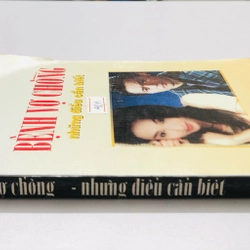 BỆNH VỢ CHỒNG
những điều cần biết
ợ chồng - những điều cần biết